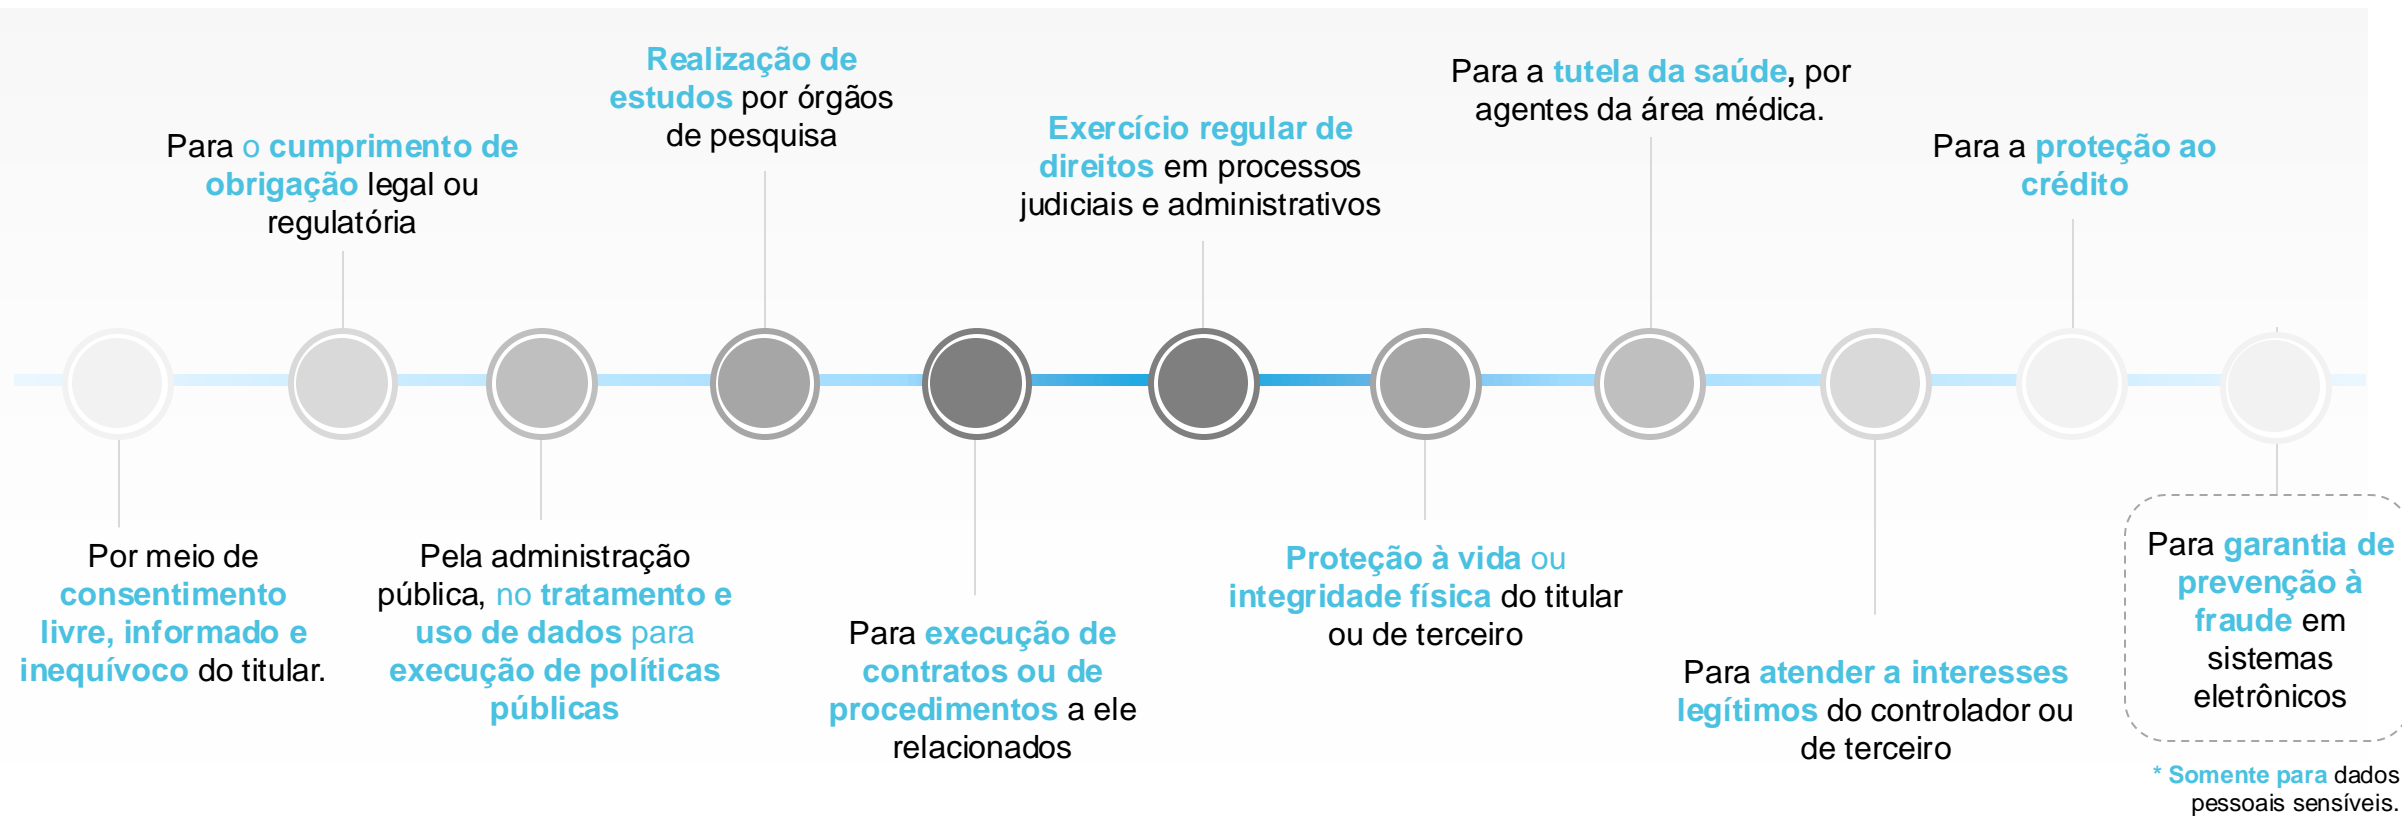 Por meio de
consentimento
livre, informado e
inequívoco do titular.
Para o cumprimento de
obrigação legal ou
regulatória
Pela administração
pública, no tratamento e
uso de dados para
execução de políticas
públicas
Realização de
estudos por órgãos
de pesquisa
Para execução de
contratos ou de
procedimentos a ele
relacionados
Exercício regular de
direitos em processos
judiciais e administrativos
Proteção à vida ou
integridade física do titular
ou de terceiro
Para a tutela da saúde, por
agentes da área médica.
Para atender a interesses
legítimos do controlador ou
de terceiro
Para a proteção ao
crédito
Para garantia de
prevenção à
fraude em
sistemas
eletrônicos
* Somente para dados
pessoais sensíveis.